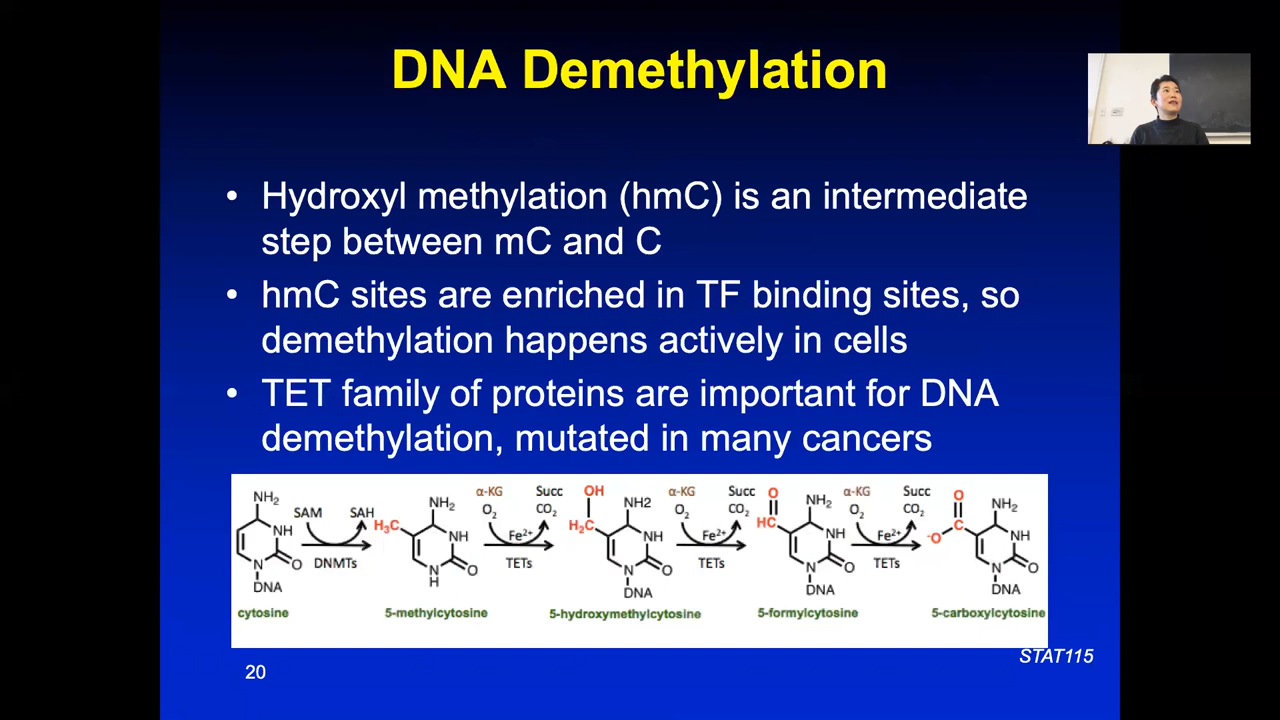 DNA Demethylation
• Hydroxyl methylation (hmC) is an intermediate
step between mC and C
• hmC sites are enriched in TF binding sites, so
demethylation happens actively in cells
• TET family of proteins are important for DNA
demethylation, mutated in many cancers
NH₂ NH O N DNA
SAM SAH
DNMTs
cytosine
H₃C NH₂ NH O N H
α-KG Succ
O₂ CO₂
Fe²⁺
TETs
5-methylcytosine
OH
H₂C NH2 NH O N DNA
α-KG Succ
O₂ CO₂
Fe²⁺
TETs
5-hydroxymethylcytosine
O
HC NH₂ NH O N DNA
α-KG Succ
O₂ CO₂
Fe²⁺
TETs
5-formylcytosine
O
⁻O C NH₂ NH O N DNA
5-carboxylcytosine
STAT115
20